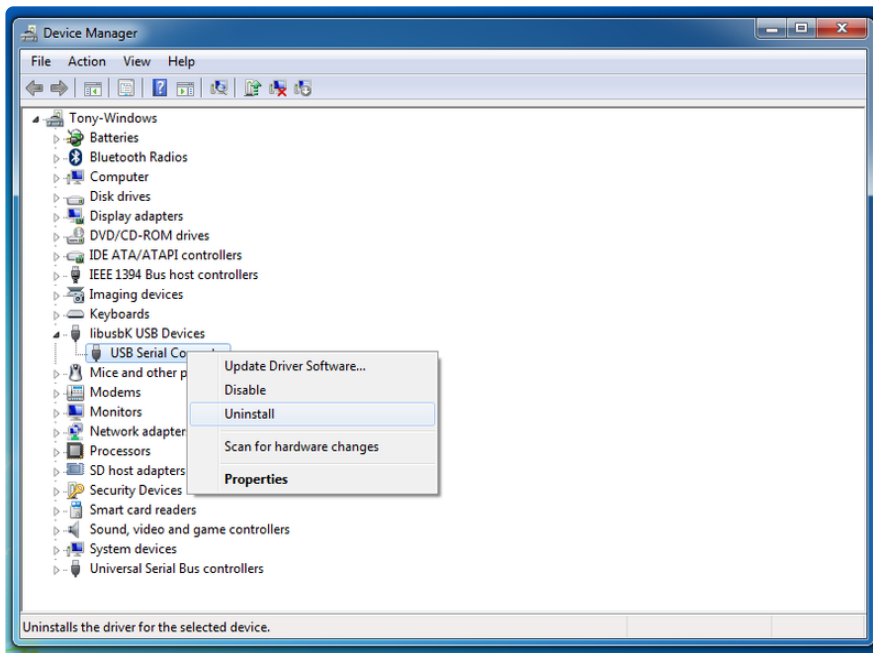 Device Manager
File Action View Help
Tony-Windows
Batteries
Bluetooth Radios
Computer
Disk drives
Display adapters
DVD/CD-ROM drives
IDE ATA/ATAPI controllers
IEEE 1394 Bus host controllers
Imaging devices
Keyboards
libusbK USB Devices
USB Serial Co
Mice and other p
Modems
Monitors
Network adapter
Processors
SD host adapters
Security Devices
Smart card readers
Sound, video and game controllers
System devices
Universal Serial Bus controllers
Update Driver Software...
Disable
Uninstall
Scan for hardware changes
Properties
Uninstalls the driver for the selected device.